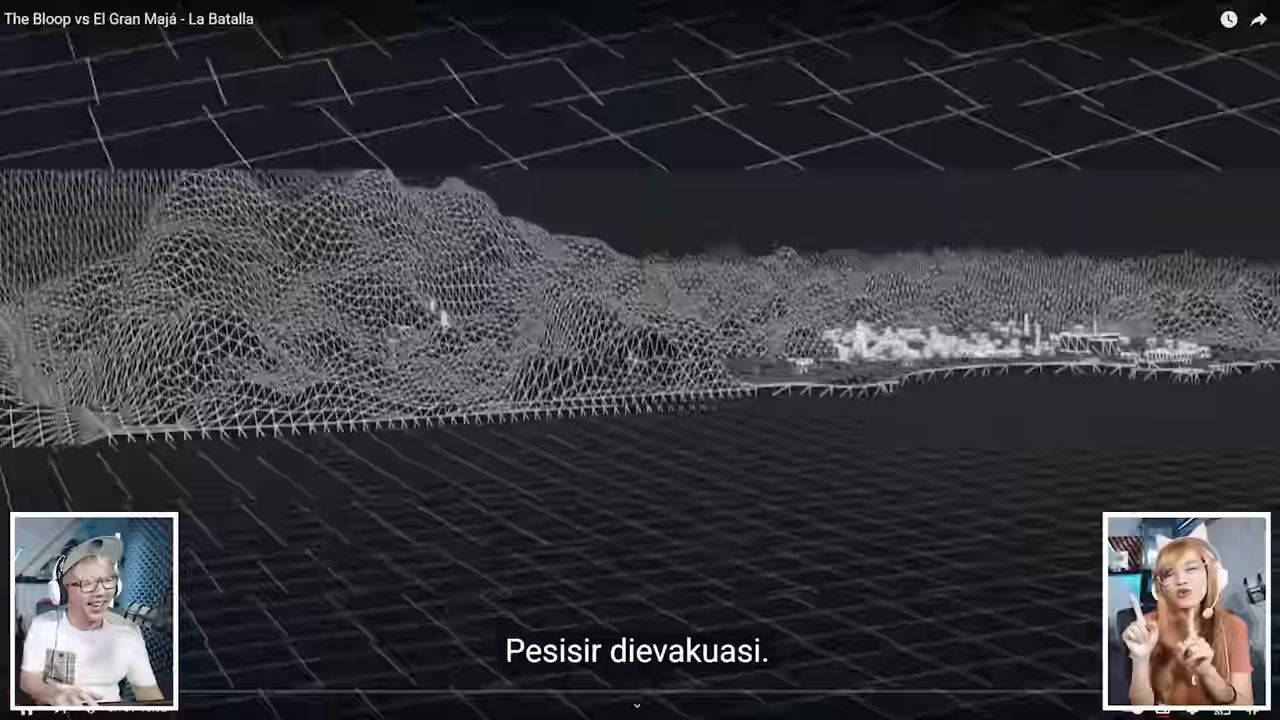 The Bloop vs El Gran Majá - La Batalla
Pesisir dievakuasi.